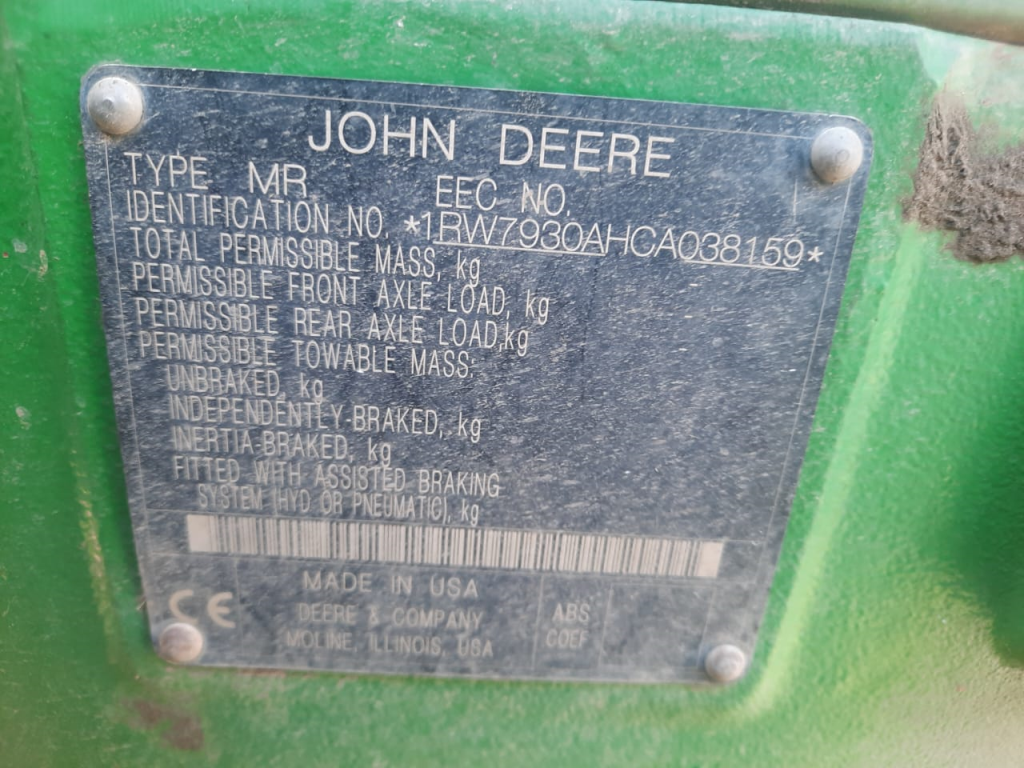 JOHN DEERE
TYPE MR EEC NO.
IDENTIFICATION NO. *1RW7930AHCA038159*
TOTAL PERMISSIBLE MASS, kg
PERMISSIBLE FRONT AXLE LOAD, kg
PERMISSIBLE REAR AXLE LOAD,kg
PERMISSIBLE TOWABLE MASS:
UNBRAKED, kg
INDEPENDENTLY-BRAKED, kg
INERTIA-BRAKED, kg
FITTED WITH ASSISTED BRAKING
SYSTEM (HYD OR PNEUMATIC), kg
MADE IN USA
CE DEERE & COMPANY ABS
MOLINE, ILLINOIS, USA COEF